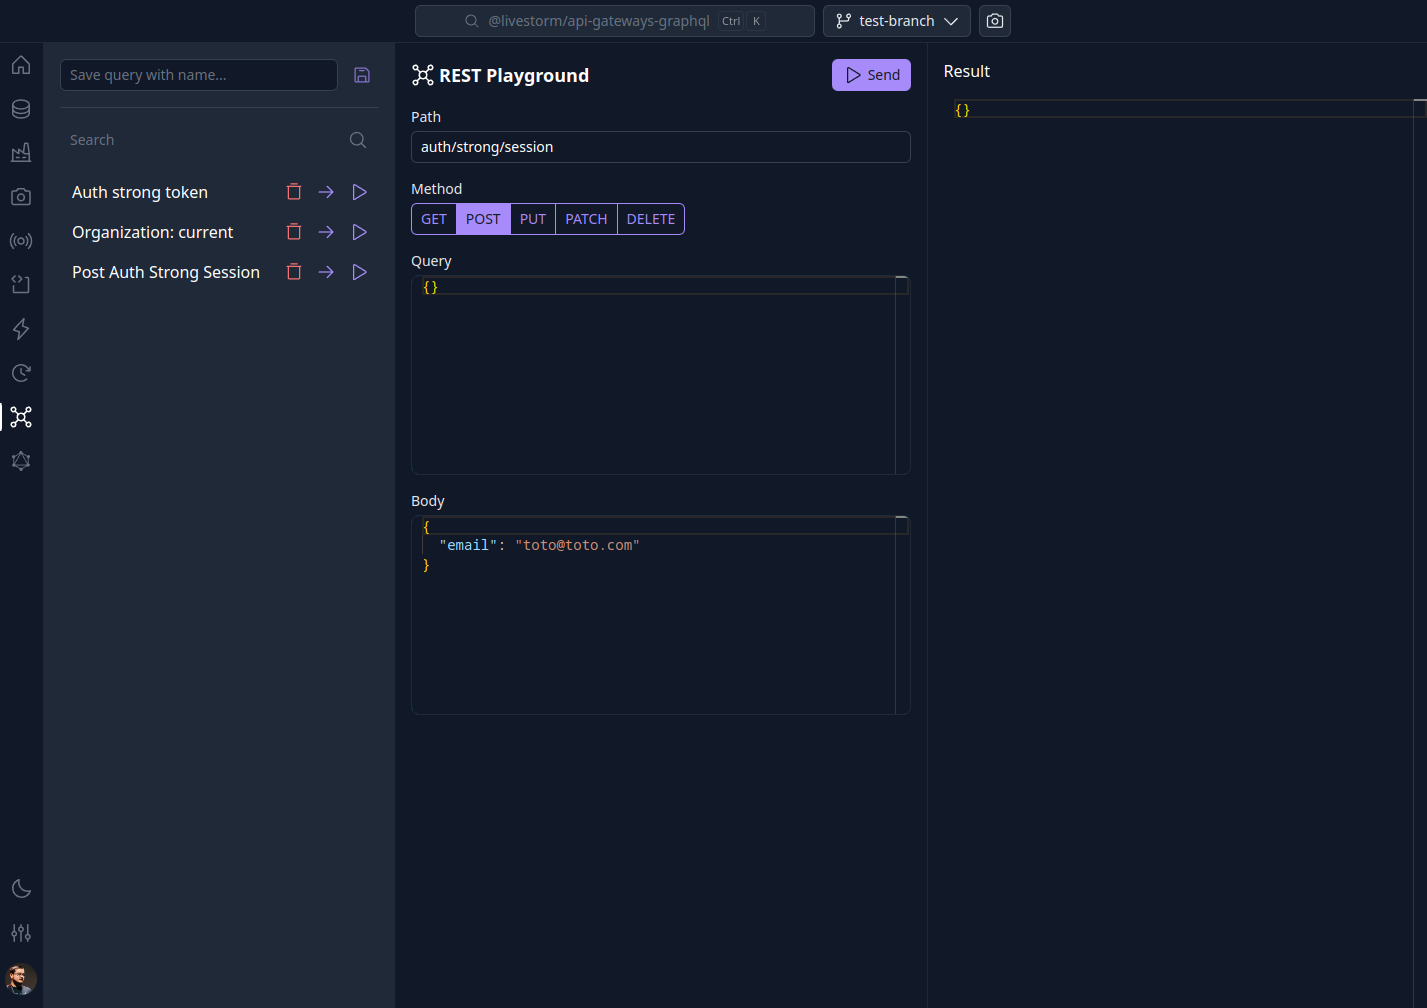 @livestorm/api-gateways-graphql Ctrl K
test-branch
Save query with name...
Search
Auth strong token
Organization: current
Post Auth Strong Session
REST Playground
Send
Path
auth/strong/session
Method
GET POST PUT PATCH DELETE
Query
{}
Body
{
"email": "toto@toto.com"
}
Result
{}